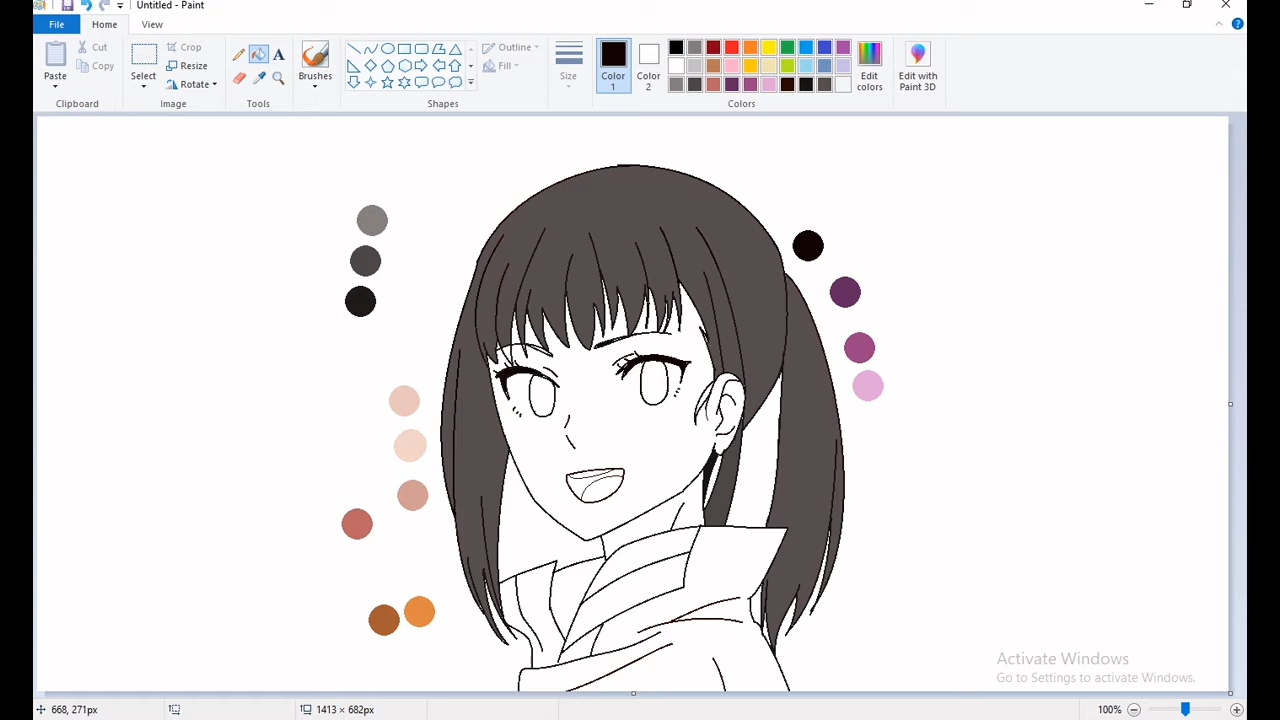 Untitled - Paint
File Home View
Paste
Cut
Copy
Clipboard
Select
Crop
Resize
Rotate
Image
A
Tools
Brushes
Outline
Fill
Shapes
Size
Color 1
Color 2
Colors
Edit colors
Edit with Paint 3D
Activate Windows
Go to Settings to activate Windows.
668, 271px
1413 × 682px
100%